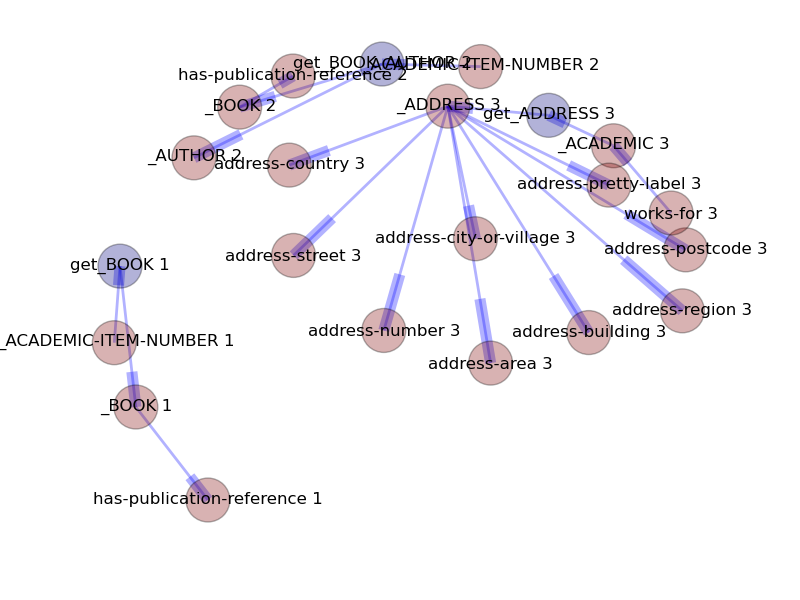 get_BOOK-AUTHOR 2
_ACADEMIC-ITEM-NUMBER 2
has-publication-reference 2
_BOOK 2
_ADDRESS 3
get_ADDRESS 3
_ACADEMIC 3
_AUTHOR 2
address-country 3
address-pretty-label 3
works-for 3
address-city-or-village 3
address-postcode 3
address-street 3
get_BOOK 1
address-region 3
address-number 3
address-building 3
_ACADEMIC-ITEM-NUMBER 1
address-area 3
_BOOK 1
has-publication-reference 1